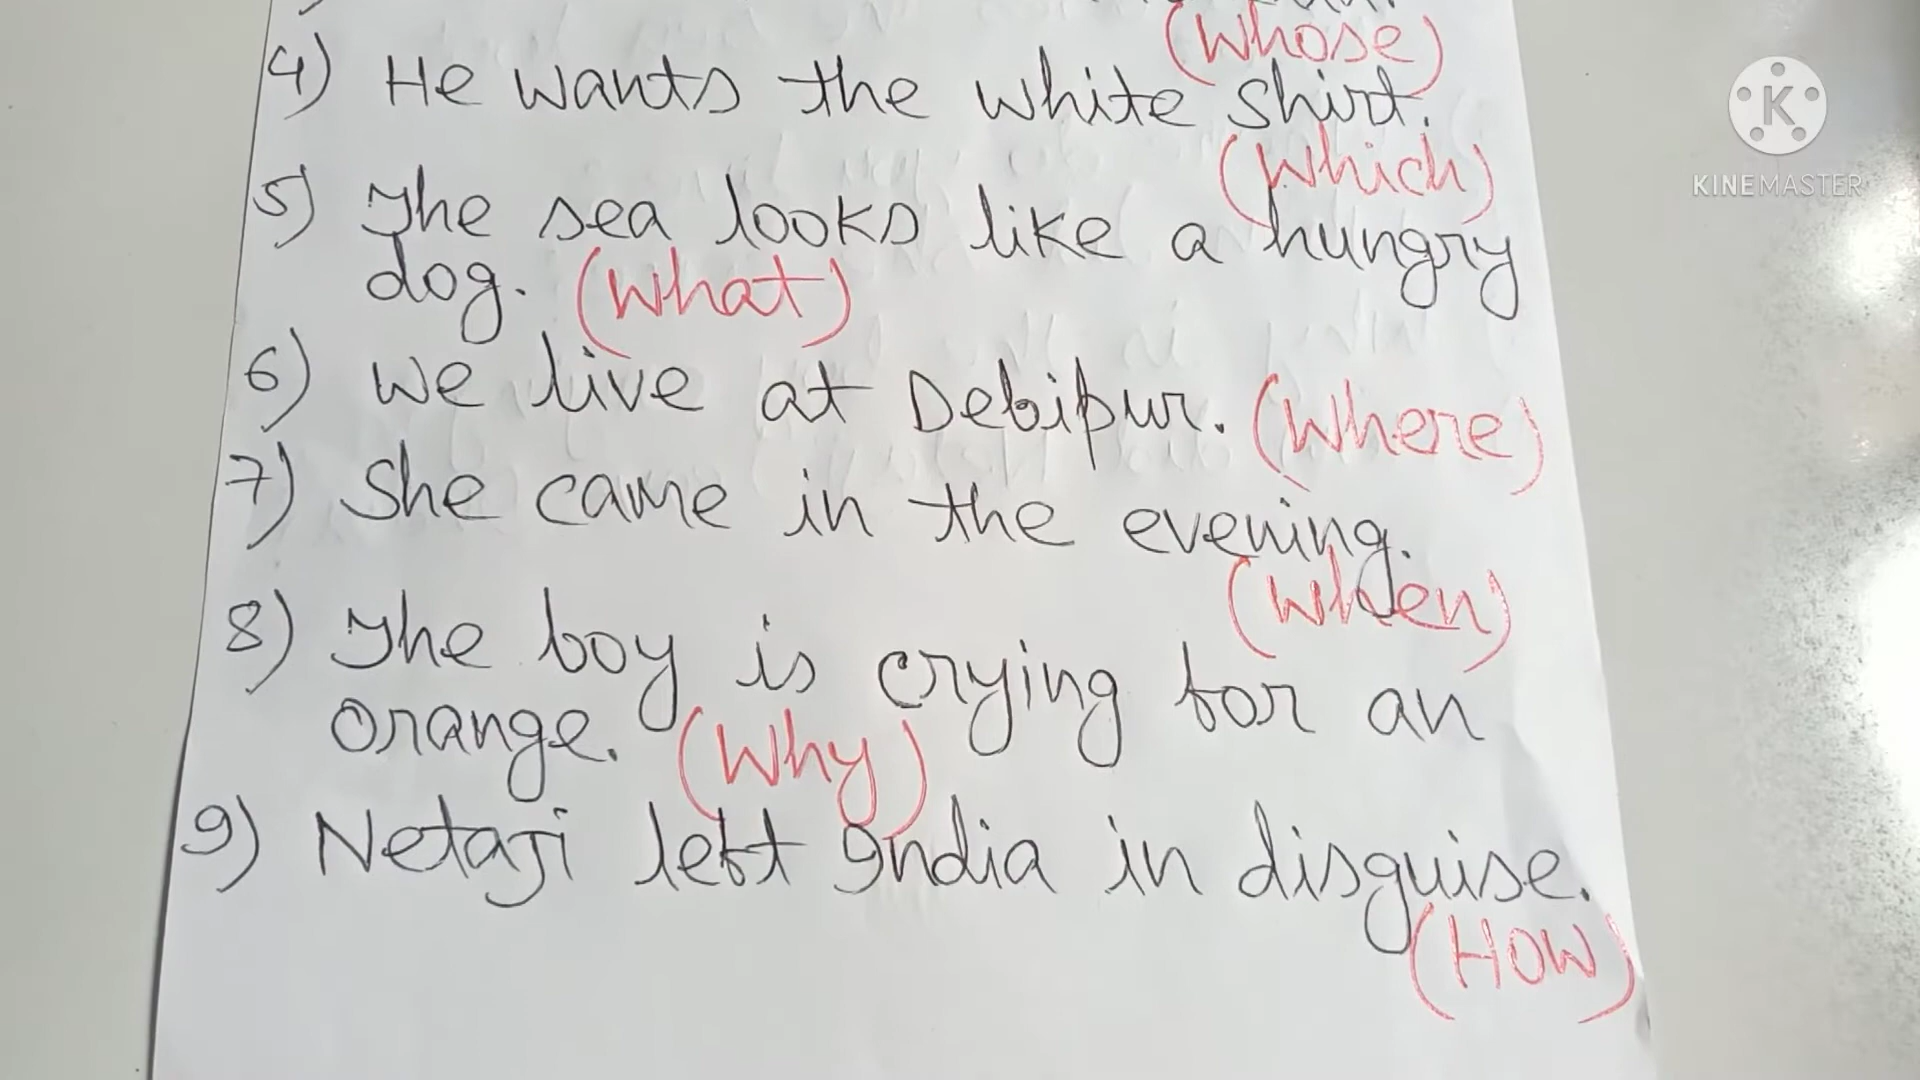 (Whose)
4) He wants the white shirt.
(Which)
5) The sea looks like a hungry
dog. (What)
6) We live at Debipur. (Where)
7) She came in the evening.
(When)
8) The boy is crying for an
orange. (Why)
9) Netaji left India in disguise.
(How)
K
KINEMASTER